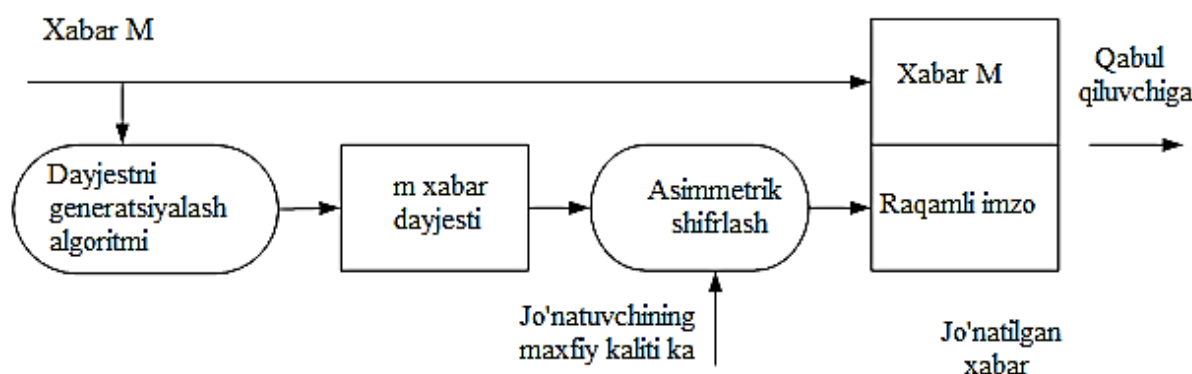 Xabar M
Xabar M
Qabul
qiluvchiga
Dayjestni
generatsiyalash
algoritmi
m xabar
dayjesti
Asimmetrik
shifrlash
Raqamli imzo
Jo'natuvchining
maxfiy kaliti ka
Jo'natilgan
xabar